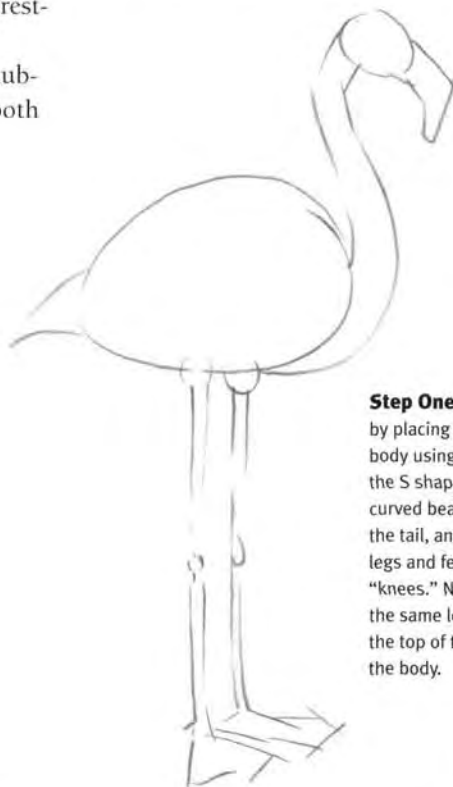 rest-
ub-
both
Step One
by placing
body using
the S shap
curved bea
the tail, an
legs and fe
“knees.” N
the same le
the top of t
the body.